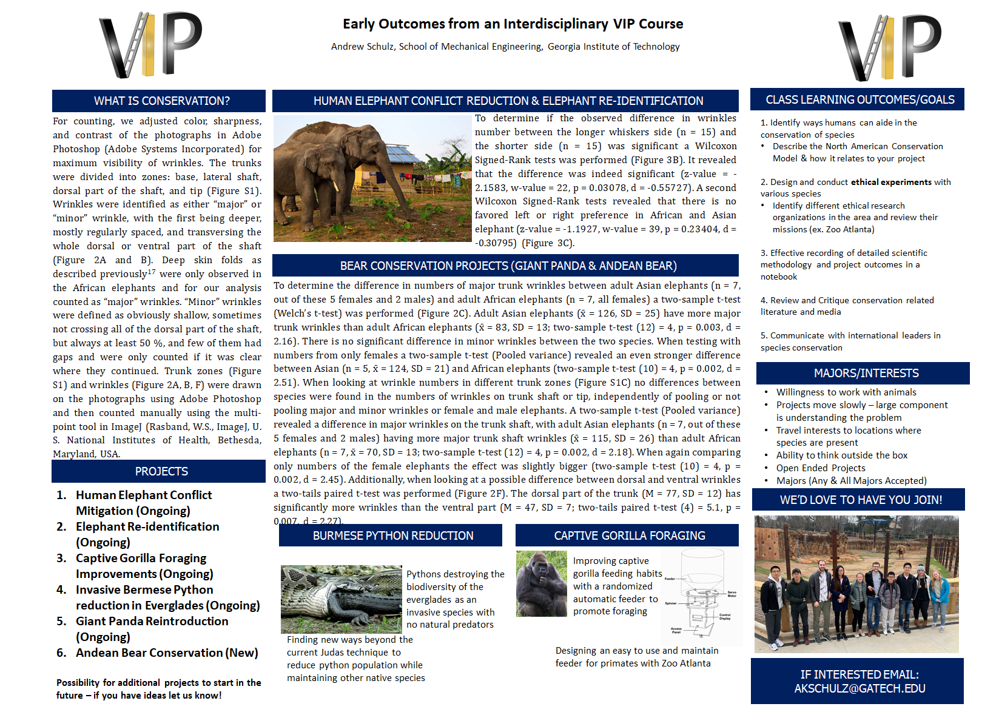 VIP
Early Outcomes from an Interdisciplinary VIP Course
Andrew Schulz, School of Mechanical Engineering, Georgia Institute of Technology
VIP
WHAT IS CONSERVATION?
For counting, we adjusted color, sharpness,
and contrast of the photographs in Adobe
Photoshop (Adobe Systems Incorporated) for
maximum visibility of wrinkles. The trunks
were divided into zones: base, lateral shaft,
dorsal part of the shaft, and tip (Figure S1).
Wrinkles were identified as either “major” or
“minor” wrinkle, with the first being deeper,
mostly regularly spaced, and transversing the
whole dorsal or ventral part of the shaft
(Figure 2A and B). Deep skin folds as
described previously17 were only observed in
the African elephants and for our analysis
counted as “major” wrinkles. “Minor” wrinkles
were defined as obviously shallow, sometimes
not crossing all of the dorsal part of the shaft,
but always at least 50 %, and few of them had
gaps and were only counted if it was clear
where they continued. Trunk zones (Figure
S1) and wrinkles (Figure 2A, B, F) were drawn
on the photographs using Adobe Photoshop
and then counted manually using the multi-
point tool in ImageJ (Rasband, W.S., ImageJ, U.
S. National Institutes of Health, Bethesda,
Maryland, USA.
PROJECTS
1. Human Elephant Conflict
Mitigation (Ongoing)
2. Elephant Re-identification
(Ongoing)
3. Captive Gorilla Foraging
Improvements (Ongoing)
4. Invasive Bermese Python
reduction in Everglades (Ongoing)
5. Giant Panda Reintroduction
(Ongoing)
6. Andean Bear Conservation (New)
Possibility for additional projects to start in the
future – if you have ideas let us know!
HUMAN ELEPHANT CONFLICT REDUCTION & ELEPHANT RE-IDENTIFICATION
To determine if the observed difference in wrinkles
number between the longer whiskers side (n = 15) and
the shorter side (n = 15) was significant a Wilcoxon
Signed-Rank tests was performed (Figure 3B). It revealed
that the difference was indeed significant (z-value = -
2.1583, w-value = 22, p = 0.03078, d = -0.55727). A second
Wilcoxon Signed-Rank tests revealed that there is no
favored left or right preference in African and Asian
elephant (z-value = -1.1927, w-value = 39, p = 0.23404, d =
-0.30795) (Figure 3C).
BEAR CONSERVATION PROJECTS (GIANT PANDA & ANDEAN BEAR)
To determine the difference in numbers of major trunk wrinkles between adult Asian elephants (n = 7,
out of these 5 females and 2 males) and adult African elephants (n = 7, all females) a two-sample t-test
(Welch’s t-test) was performed (Figure 2C). Adult Asian elephants (x̄ = 126, SD = 25) have more major
trunk wrinkles than adult African elephants (x̄ = 83, SD = 13; two-sample t-test (12) = 4, p = 0.003, d =
2.16). There is no significant difference in minor wrinkles between the two species. When testing with
numbers from only females a two-sample t-test (Pooled variance) revealed an even stronger difference
between Asian (n = 5, x̄ = 124, SD = 21) and African elephants (two-sample t-test (10) = 4, p = 0.002, d =
2.51). When looking at wrinkle numbers in different trunk zones (Figure S1C) no differences between
species were found in the numbers of wrinkles on trunk shaft or tip, independently of pooling or not
pooling major and minor wrinkles or female and male elephants. A two-sample t-test (Pooled variance)
revealed a difference in major wrinkles on the trunk shaft, with adult Asian elephants (n = 7, out of these
5 females and 2 males) having more major trunk shaft wrinkles (x̄ = 115, SD = 26) than adult African
elephants (n = 7, x̄ = 70, SD = 13; two-sample t-test (12) = 4, p = 0.002, d = 2.18). When again comparing
only numbers of the female elephants the effect was slightly bigger (two-sample t-test (10) = 4, p =
0.002, d = 2.45). Additionally, when looking at a possible difference between dorsal and ventral wrinkles
a two-tails paired t-test was performed (Figure 2F). The dorsal part of the trunk (M = 77, SD = 12) has
significantly more wrinkles than the ventral part (M = 47, SD = 7; two-tails paired t-test (4) = 5.1, p =
0.007, d = 2.27).
BURMESE PYTHON REDUCTION
Pythons destroying the
biodiversity of the
everglades as an
invasive species with
no natural predators
Finding new ways beyond the
current Judas technique to
reduce python population while
maintaining other native species
CAPTIVE GORILLA FORAGING
Improving captive
gorilla feeding habits
with a randomized
automatic feeder to
promote foraging
Feeder
Servo
Motor
Spinner
Control
Display
Access
Panel
Designing an easy to use and maintain
feeder for primates with Zoo Atlanta
CLASS LEARNING OUTCOMES/GOALS
1. Identify ways humans can aide in the
conservation of species
• Describe the North American Conservation
Model & how it relates to your project
2. Design and conduct ethical experiments with
various species
• Identify different ethical research
organizations in the area and review their
missions (ex. Zoo Atlanta)
3. Effective recording of detailed scientific
methodology and project outcomes in a
notebook
4. Review and Critique conservation related
literature and media
5. Communicate with international leaders in
species conservation
MAJORS/INTERESTS
• Willingness to work with animals
• Projects move slowly – large component
is understanding the problem
• Travel interests to locations where
species are present
• Ability to think outside the box
• Open Ended Projects
• Majors (Any & All Majors Accepted)
WE’D LOVE TO HAVE YOU JOIN!
IF INTERESTED EMAIL:
AKSCHULZ@GATECH.EDU